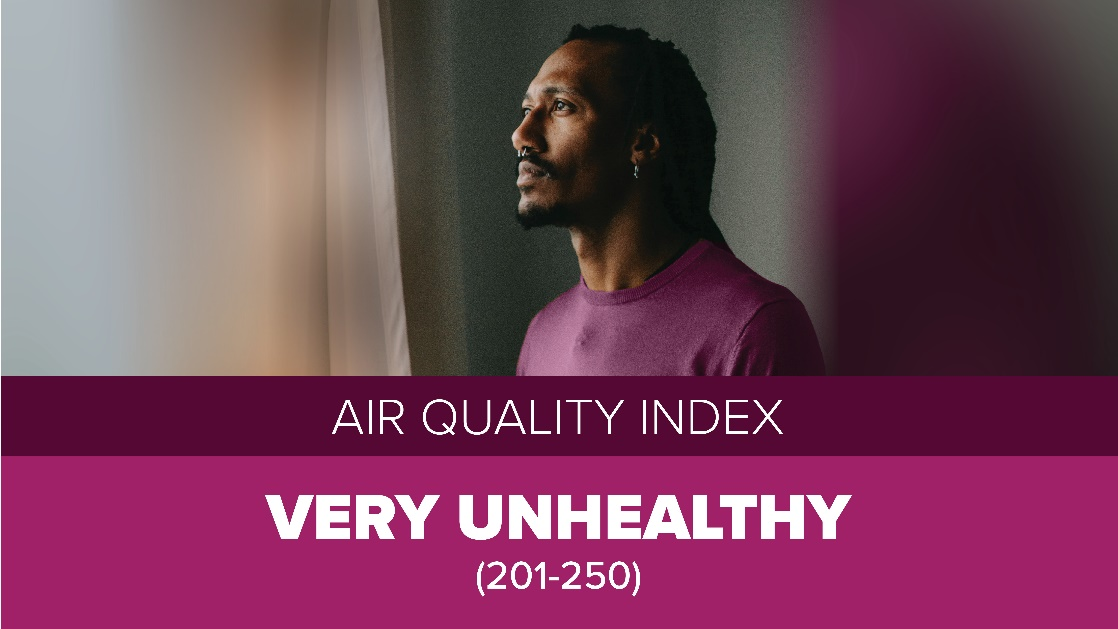 AIR QUALITY INDEX
VERY UNHEALTHY
(201-250)